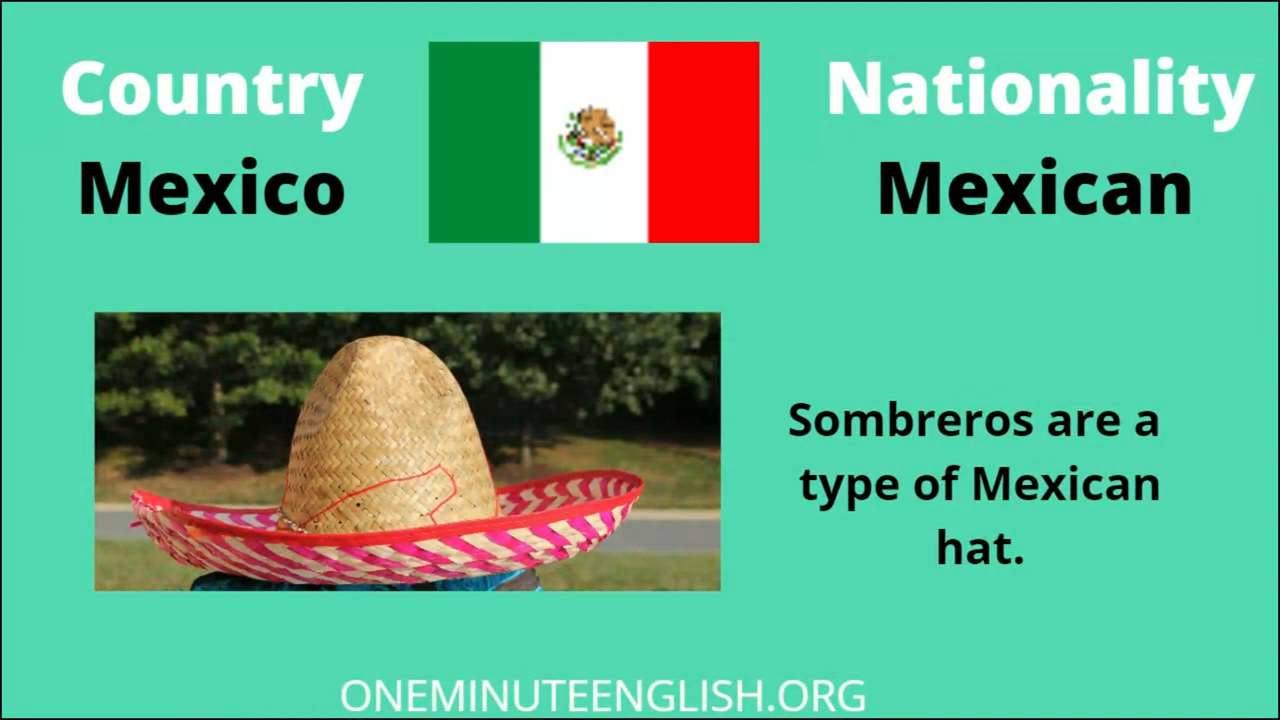 Country
Mexico
Nationality
Mexican
Sombreros are a
type of Mexican
hat.
ONEMINUTEENGLISH.ORG